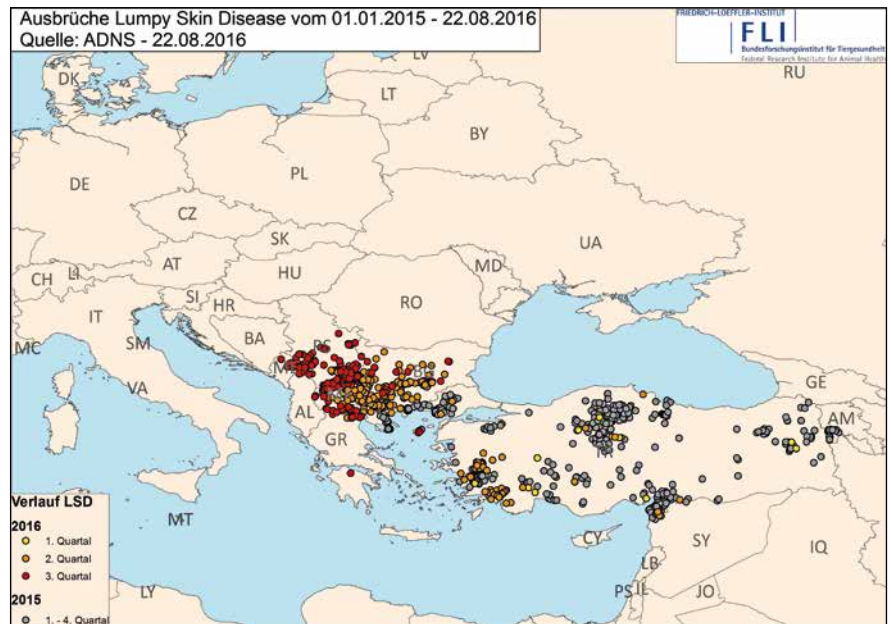 Ausbrüche Lumpy Skin Disease vom 01.01.2015 - 22.08.2016
Quelle: ADNS - 22.08.2016
FRIEDRICH-LOEFFLER-INSTITUT
FLI
Bundesforschungsinstitut für Tiergesundheit
Federal Research Institute for Animal Health
LV
RU
DK
LT
BY
DE
PL
CZ
UA
SK
MD
CH
LI
AT
HU
SI
HR
RO
IT
BA
RS
MC
SM
VA
AL
GE
AM
GR
MT
CY
SY
LB
IQ
LY
PS
IL
JO
Verlauf LSD
2016
1. Quartal
2. Quartal
3. Quartal
2015
1. - 4. Quartal